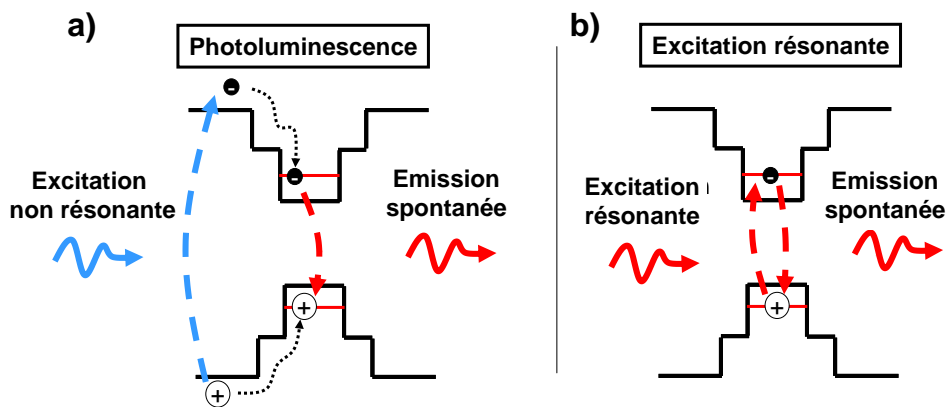 a)
Photoluminescence
Excitation
non résonante
Emission
spontanée
-
-
+
+
b)
Excitation résonante
Excitation
résonante
Emission
spontanée
-
+